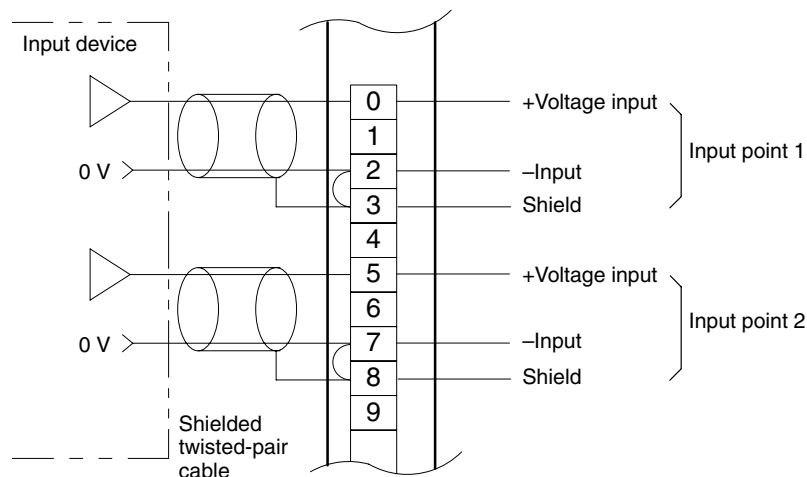 Input device
0
+Voltage input
1
Input point 1
0 V
2
–Input
3
Shield
4
5
+Voltage input
6
Input point 2
0 V
7
–Input
8
Shield
9
Shielded
twisted-pair
cable